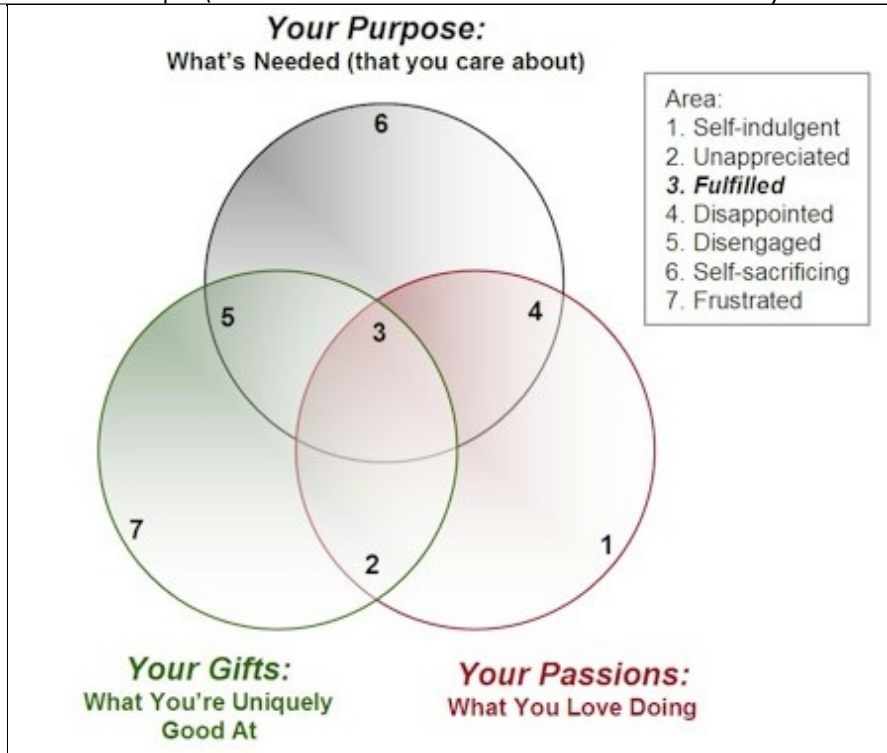 Your Purpose:
What's Needed (that you care about)
Area:
1. Self-indulgent
2. Unappreciated
3. Fulfilled
4. Disappointed
5. Disengaged
6. Self-sacrificing
7. Frustrated
6
5
3
4
7
2
1
Your Gifts:
What You're Uniquely
Good At
Your Passions:
What You Love Doing